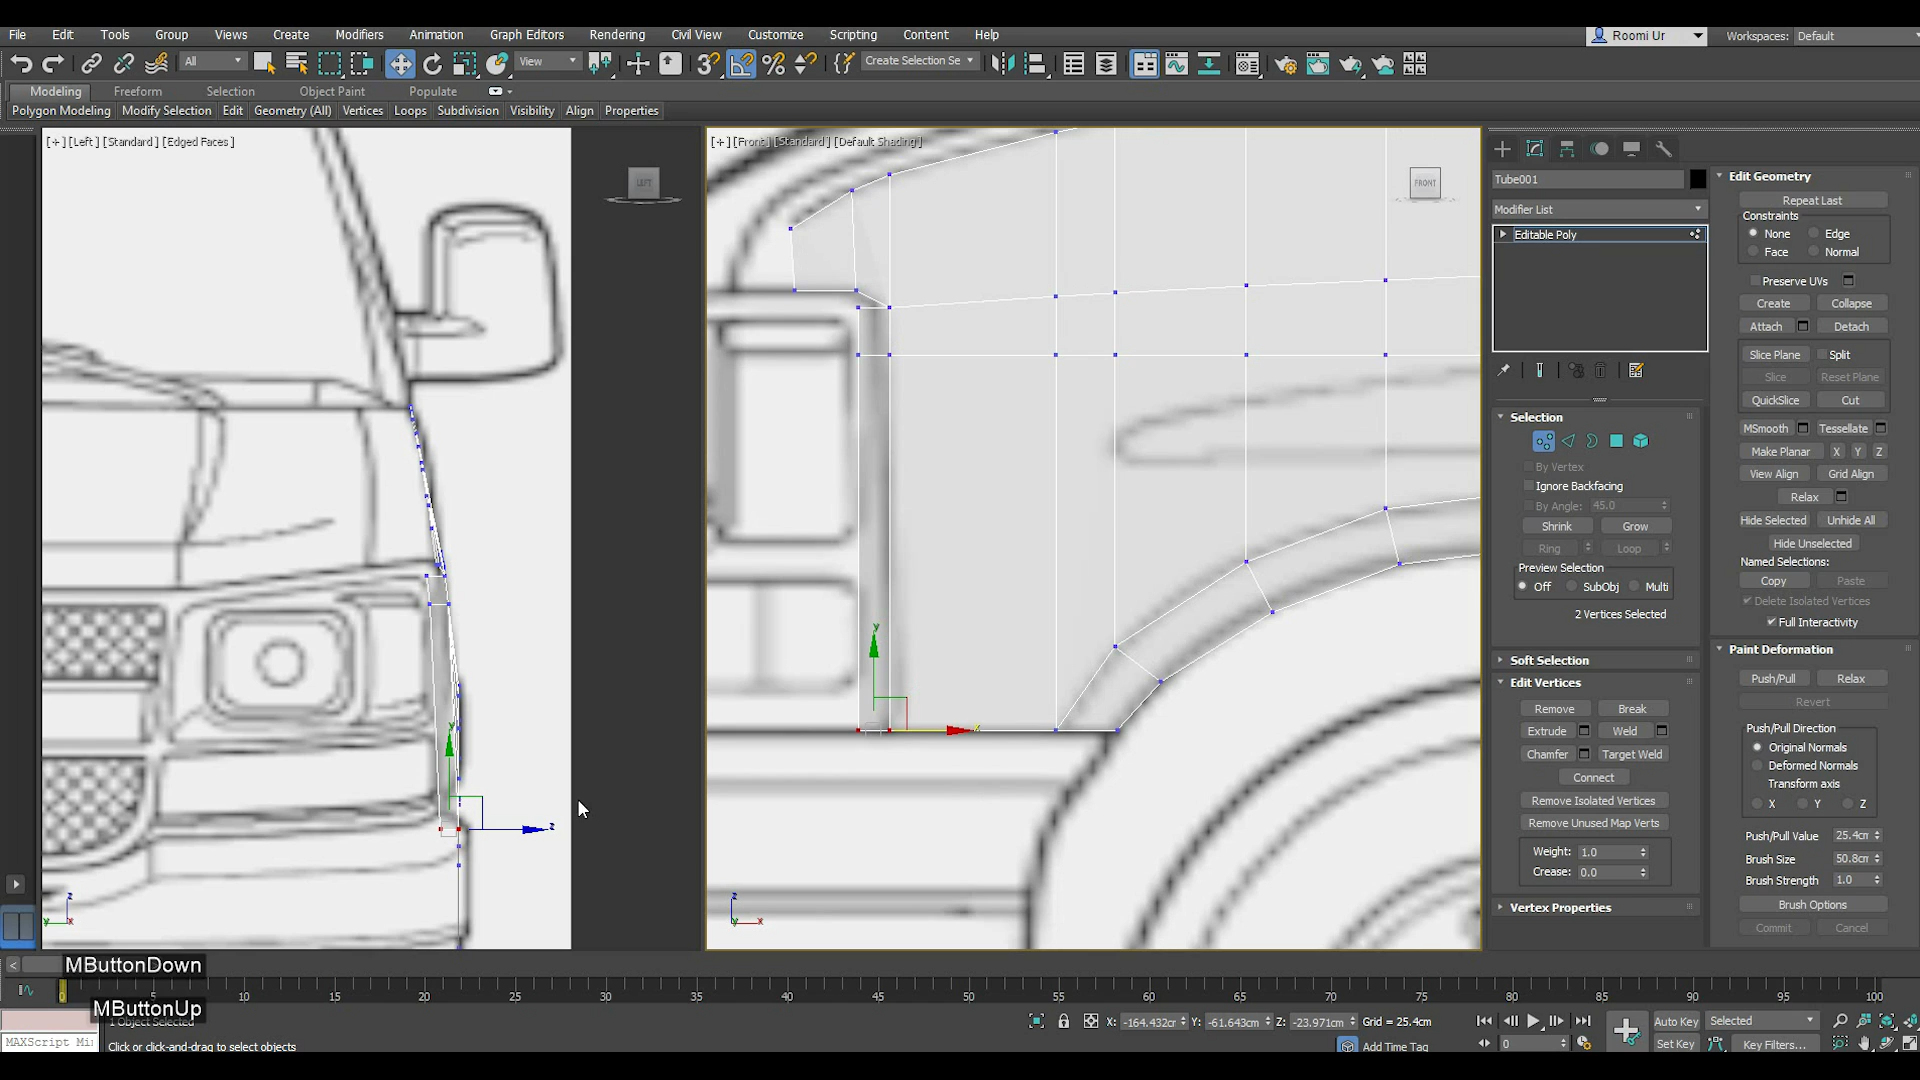 File Edit Tools Group Views Create Modifiers Animation Graph Editors Rendering Civil View Customize Scripting Content Help
Roomi Ur
Workspaces: Default
All View Create Selection Se
Modeling Freeform Selection Object Paint Populate
Polygon Modeling Modify Selection Edit Geometry (All) Vertices Loops Subdivision Visibility Align Properties
[+][Left][Standard][Edged Faces]
LEFT
[+][Front][Standard][Default Shading]
FRONT
Tube001
Modifier List
Editable Poly
Selection
By Vertex
Ignore Backfacing
By Angle: 45.0
Shrink Grow
Ring Loop
Preview Selection
Off SubObj Multi
2 Vertices Selected
Soft Selection
Edit Vertices
Remove Break
Extrude Weld
Chamfer Target Weld
Connect
Remove Isolated Vertices
Remove Unused Map Verts
Weight: 1.0
Crease: 0.0
Vertex Properties
Edit Geometry
Repeat Last
Constraints
None Edge
Face Normal
Preserve UVs
Create Collapse
Attach Detach
Slice Plane Split
Slice Reset Plane
QuickSlice Cut
MSmooth Tessellate
Make Planar X Y Z
View Align Grid Align
Relax
Hide Selected Unhide All
Hide Unselected
Named Selections:
Copy Paste
Delete Isolated Vertices
Full Interactivity
Paint Deformation
Push/Pull Relax
Revert
Push/Pull Direction
Original Normals
Deformed Normals
Transform axis
X Y Z
Push/Pull Value 25.4cm
Brush Size 50.8cm
Brush Strength 1.0
Brush Options
Commit Cancel
y
z
y
z
x
z
y
x
MButtonDown
0 5 10 15 20 25 30 35 40 45 50 55 60 65 70 75 80 85 90 95 100
MButtonUp
1 Object Selected
X: -164.432cm Y: -61.643cm Z: -23.971cm Grid = 25.4cm
Auto Key Selected
MAXScript Mi
Click or click-and-drag to select objects
Add Time Tag
0
Set Key Key Filters...